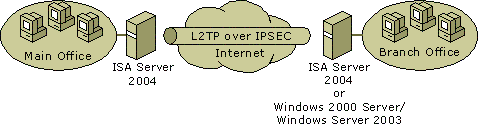 Main Office
ISA Server
2004
L2TP over IPSEC
Internet
ISA Server
2004
or
Windows 2000 Server/
Windows Server 2003
Branch Office